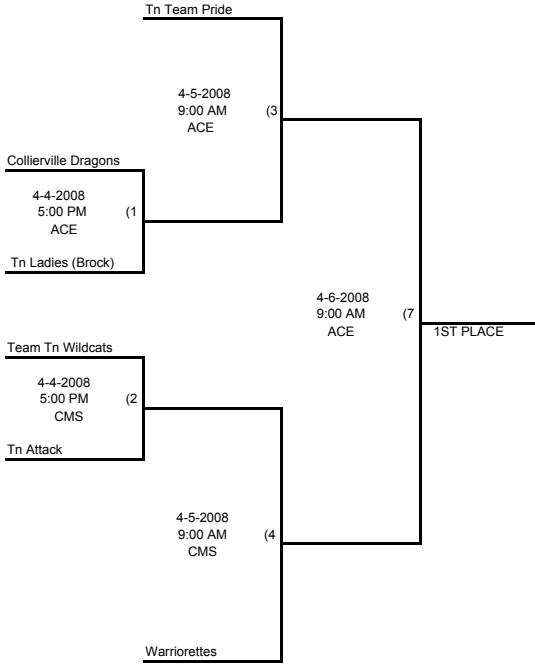 Tn Team Pride
4-5-2008
9:00 AM (3
ACE
Collierville Dragons
4-4-2008
5:00 PM (1
ACE
Tn Ladies (Brock)
4-6-2008
9:00 AM (7
ACE
1ST PLACE
Team Tn Wildcats
4-4-2008
5:00 PM (2
CMS
Tn Attack
4-5-2008
9:00 AM (4
CMS
Warriorettes